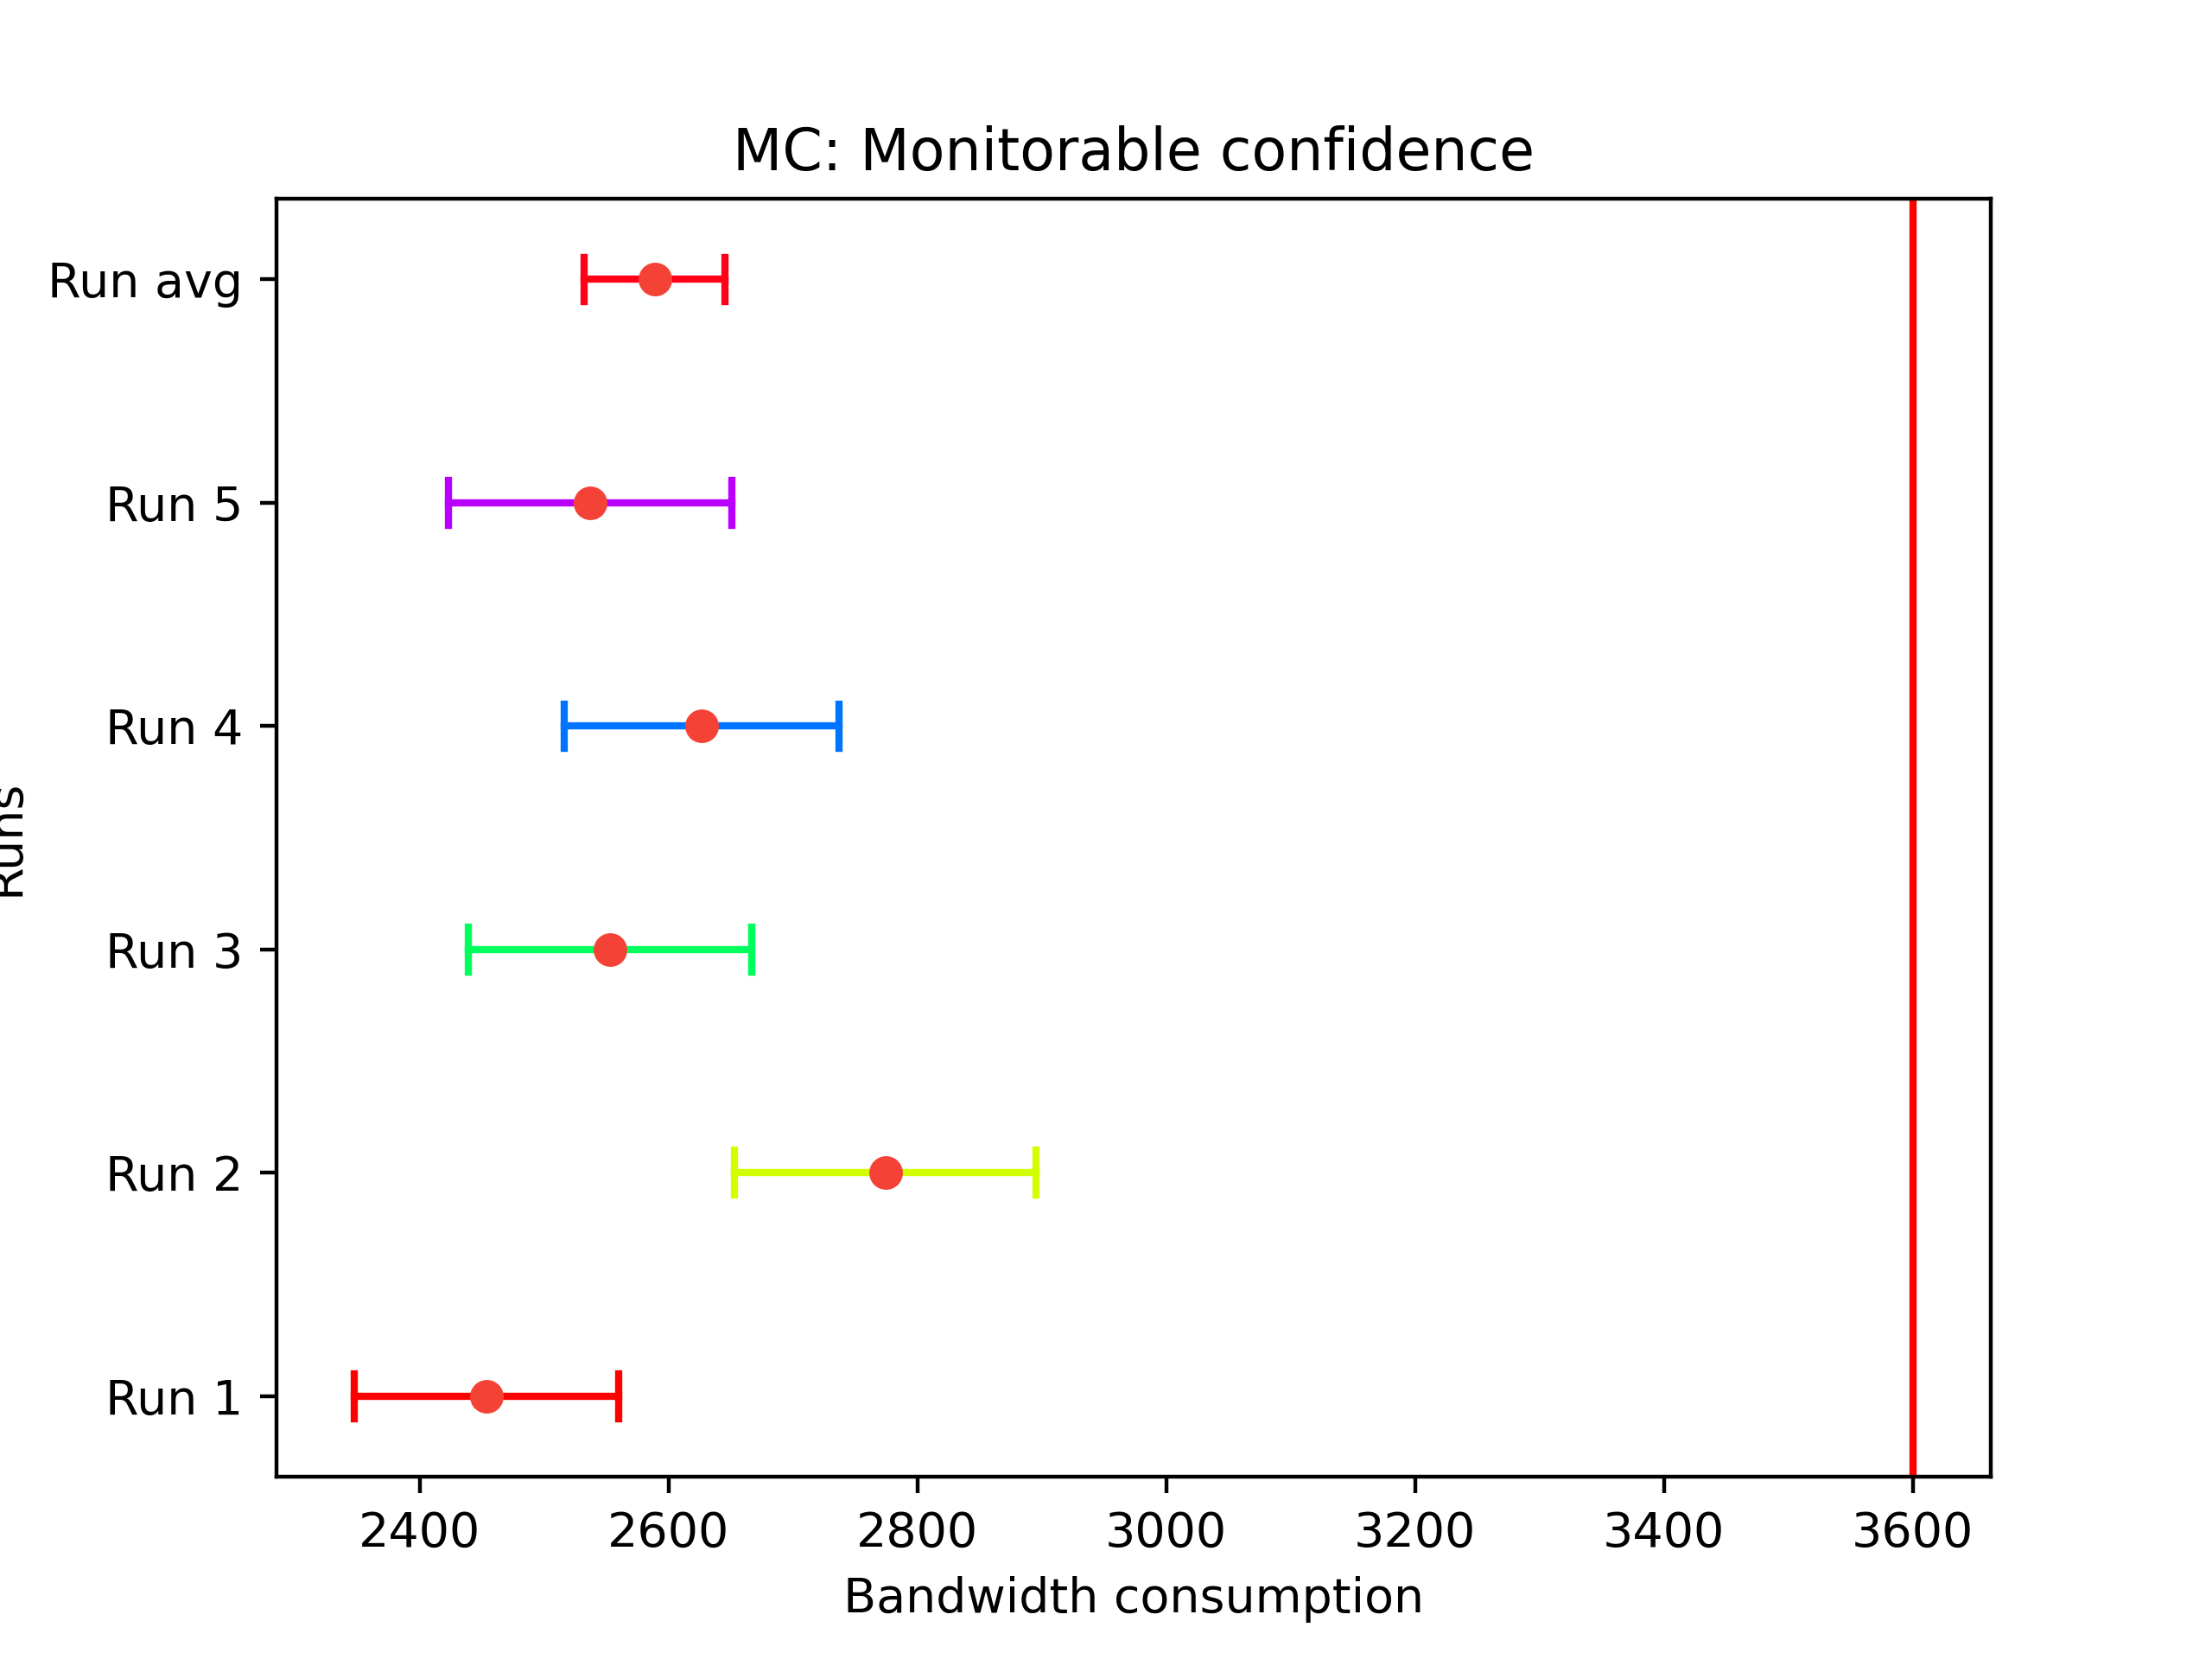 MC: Monitorable confidence
Run avg
Run 5
Run 4
Runs
Run 3
Run 2
Run 1
2400 2600 2800 3000 3200 3400 3600
Bandwidth consumption